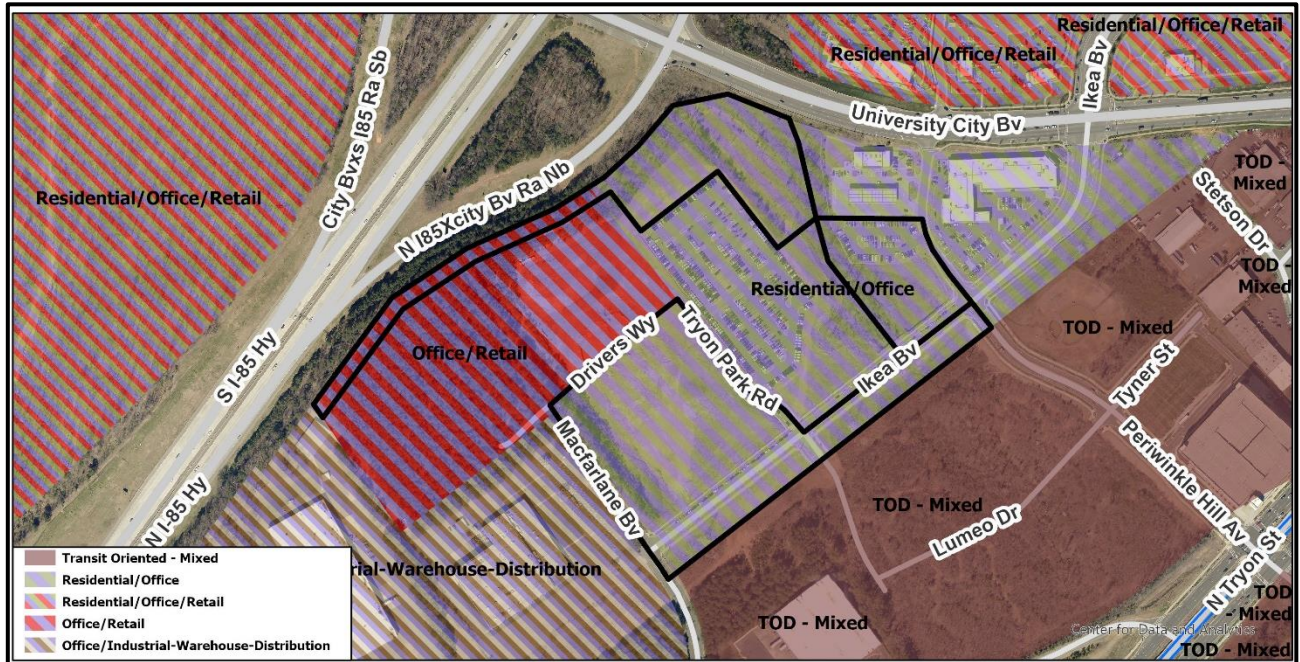 Residential/Office/Retail
Residential/Office/Retail
Ikea Bv
University City Bv
City Bvxs I85 Ra Sb
Residential/Office/Retail
N I85Xcity Bv Ra Nb
TOD -
Mixed
Stetson Dr
TOD -
Mixed
Residential/Office
TOD - Mixed
S I-85 Hy
Office/Retail
Drivers Wy
Tryon Park Rd
Ikea Bv
Tyner St
Periwinkle Hill Av
Macfarlane Bv
TOD - Mixed
Lumeo Dr
N I-85 Hy
N Tryon St
rial-Warehouse-Distribution
TOD - Mixed
TOD
- Mixed
TOD - Mixed
Center for Data and Analytics
Transit Oriented - Mixed
Residential/Office
Residential/Office/Retail
Office/Retail
Office/Industrial-Warehouse-Distribution